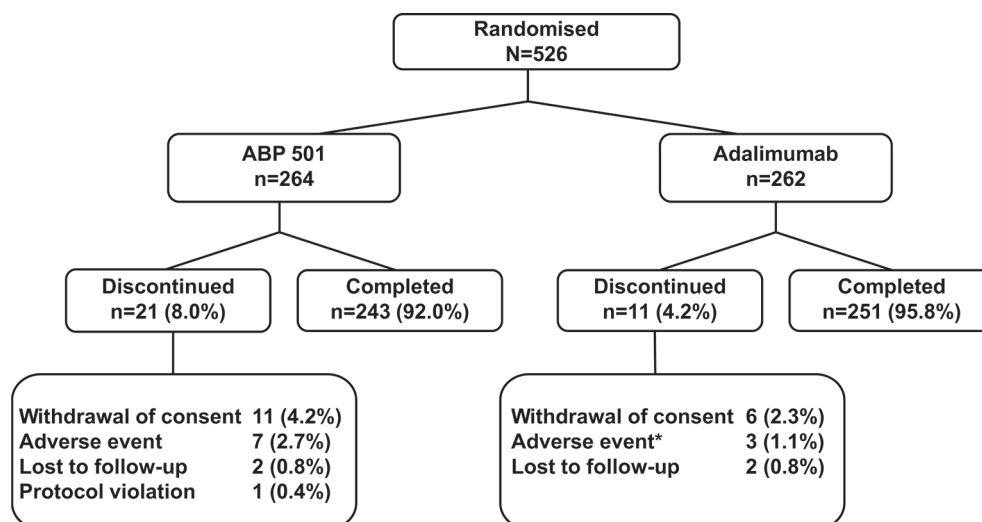 Randomised
N=526
ABP 501
n=264
Adalimumab
n=262
Discontinued
n=21 (8.0%)
Completed
n=243 (92.0%)
Discontinued
n=11 (4.2%)
Completed
n=251 (95.8%)
Withdrawal of consent 11 (4.2%)
Adverse event 7 (2.7%)
Lost to follow-up 2 (0.8%)
Protocol violation 1 (0.4%)
Withdrawal of consent 6 (2.3%)
Adverse event* 3 (1.1%)
Lost to follow-up 2 (0.8%)